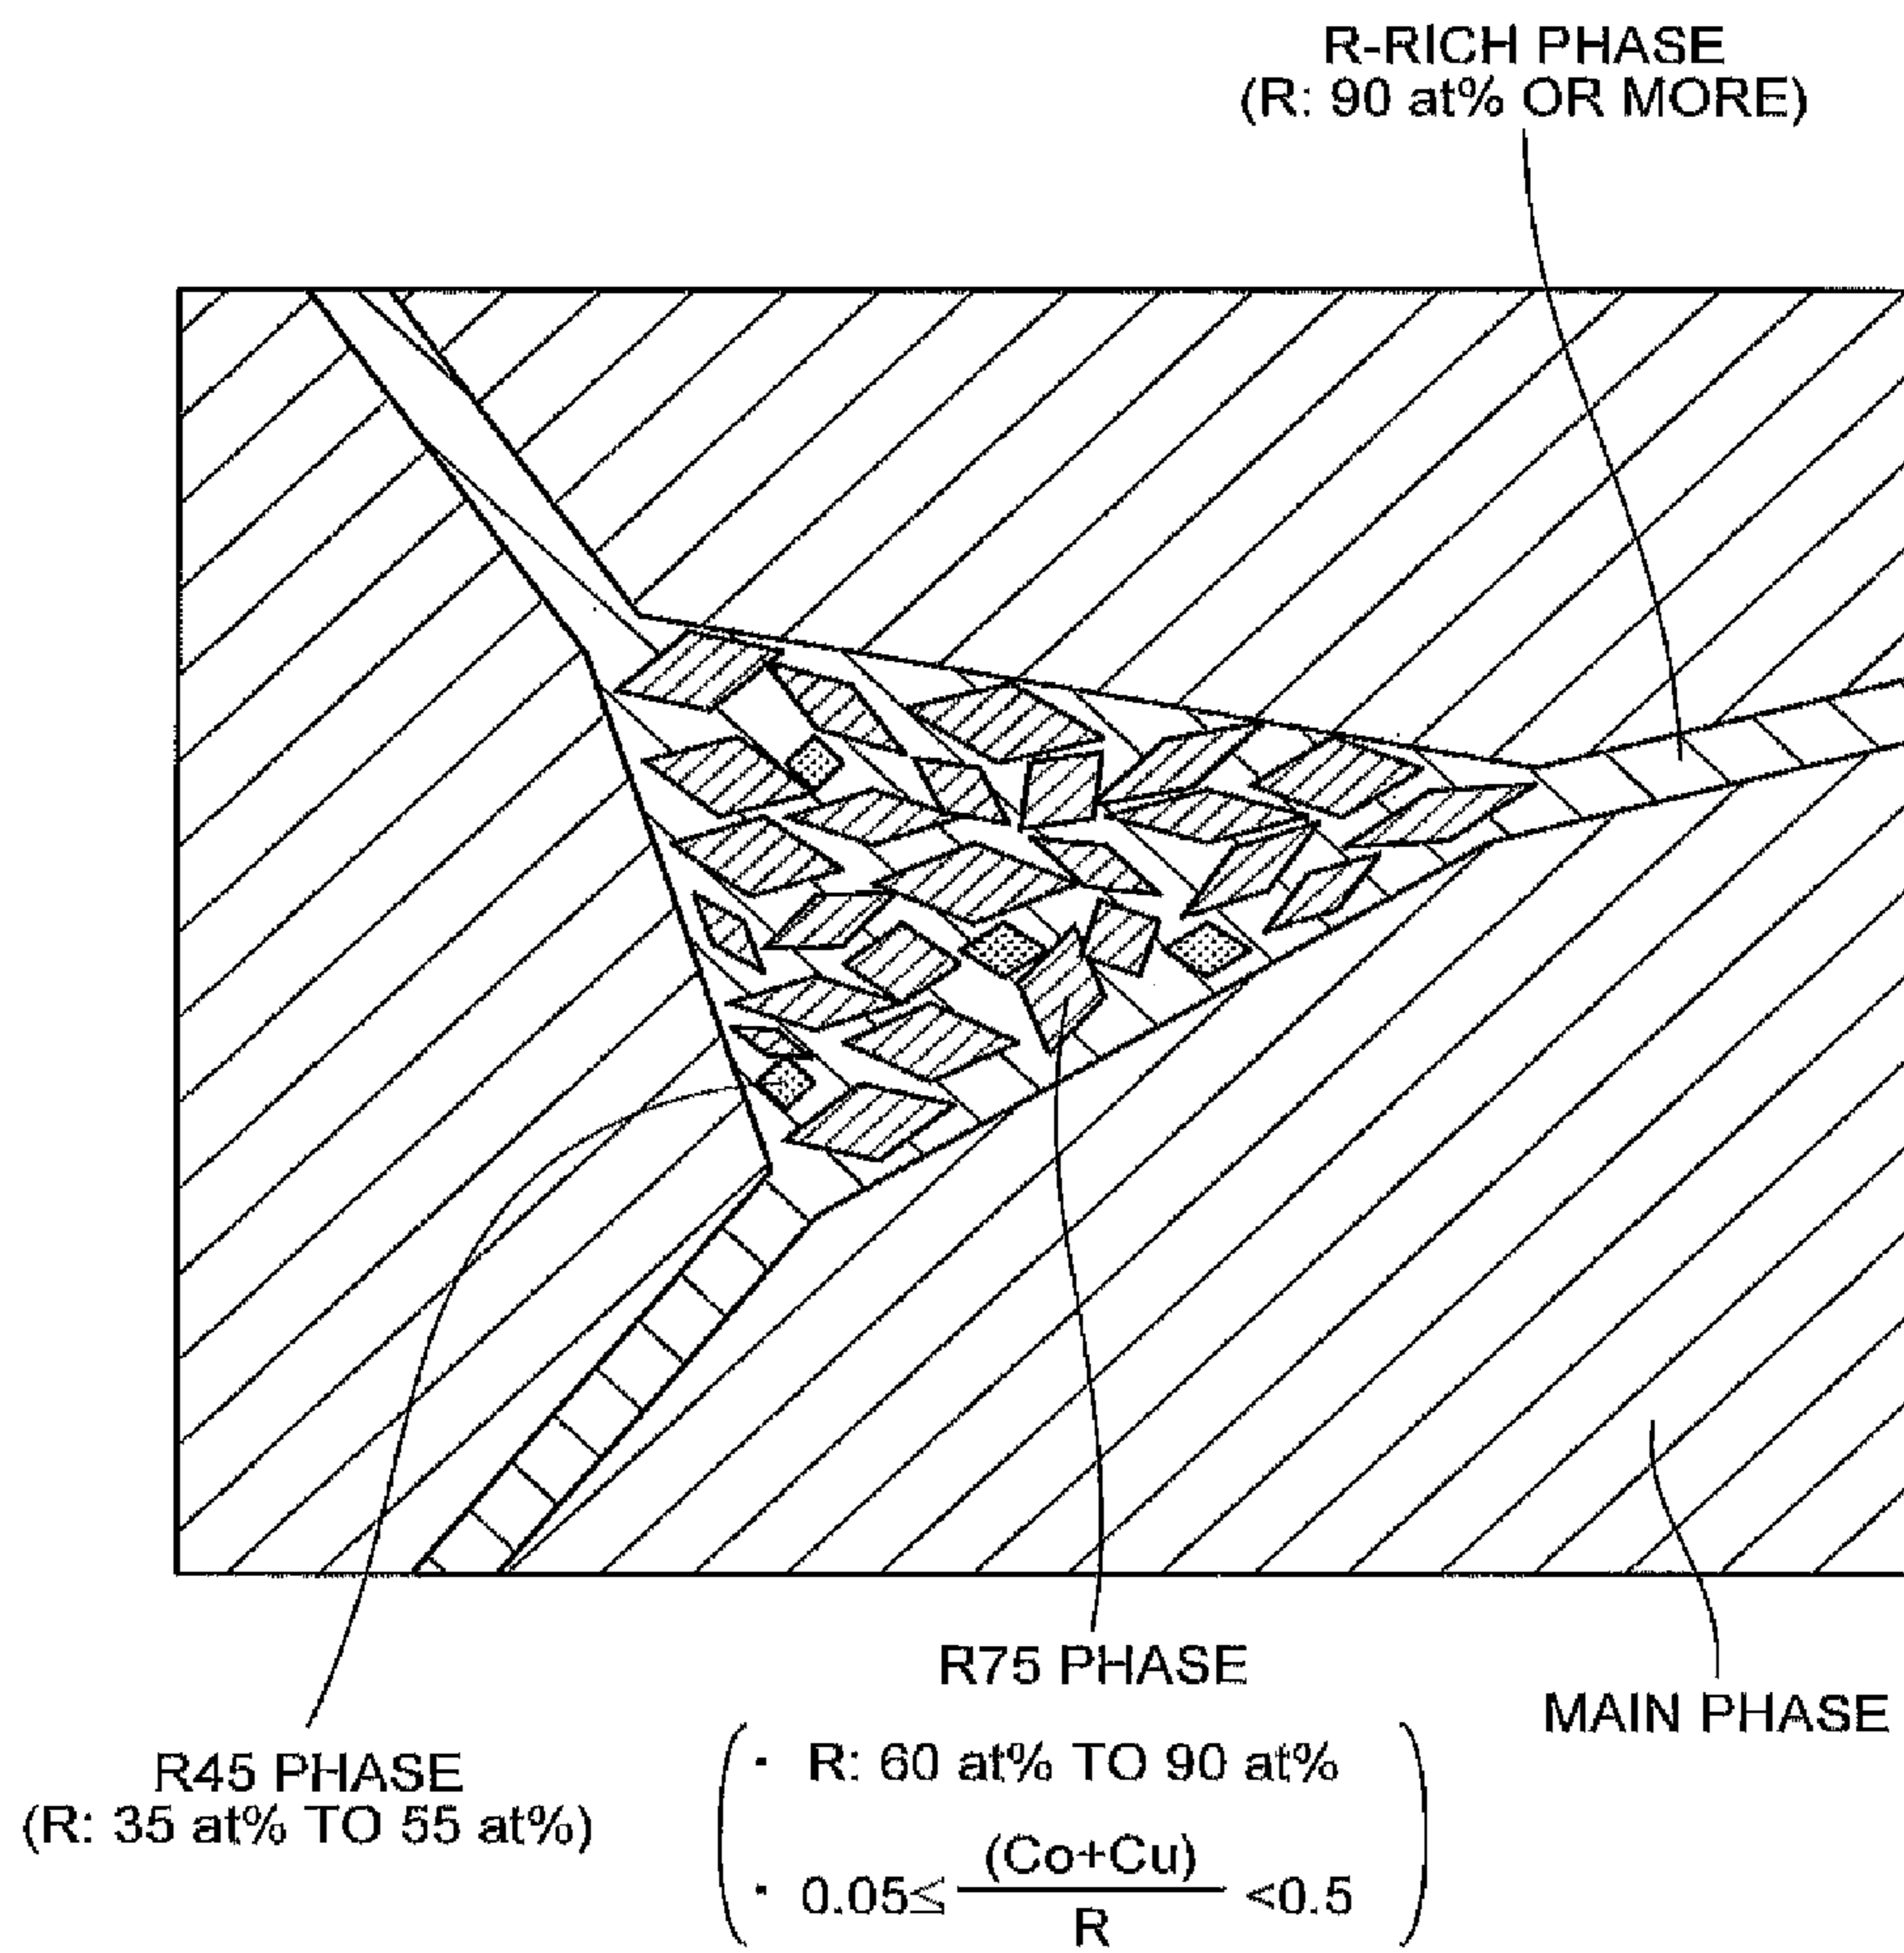 R-RICH PHASE
(R: 90 at% OR MORE)
R75 PHASE
MAIN PHASE
· R: 60 at% TO 90 at%
R45 PHASE
(R: 35 at% TO 55 at%)
· 0.05≤ (Co+Cu)/R <0.5